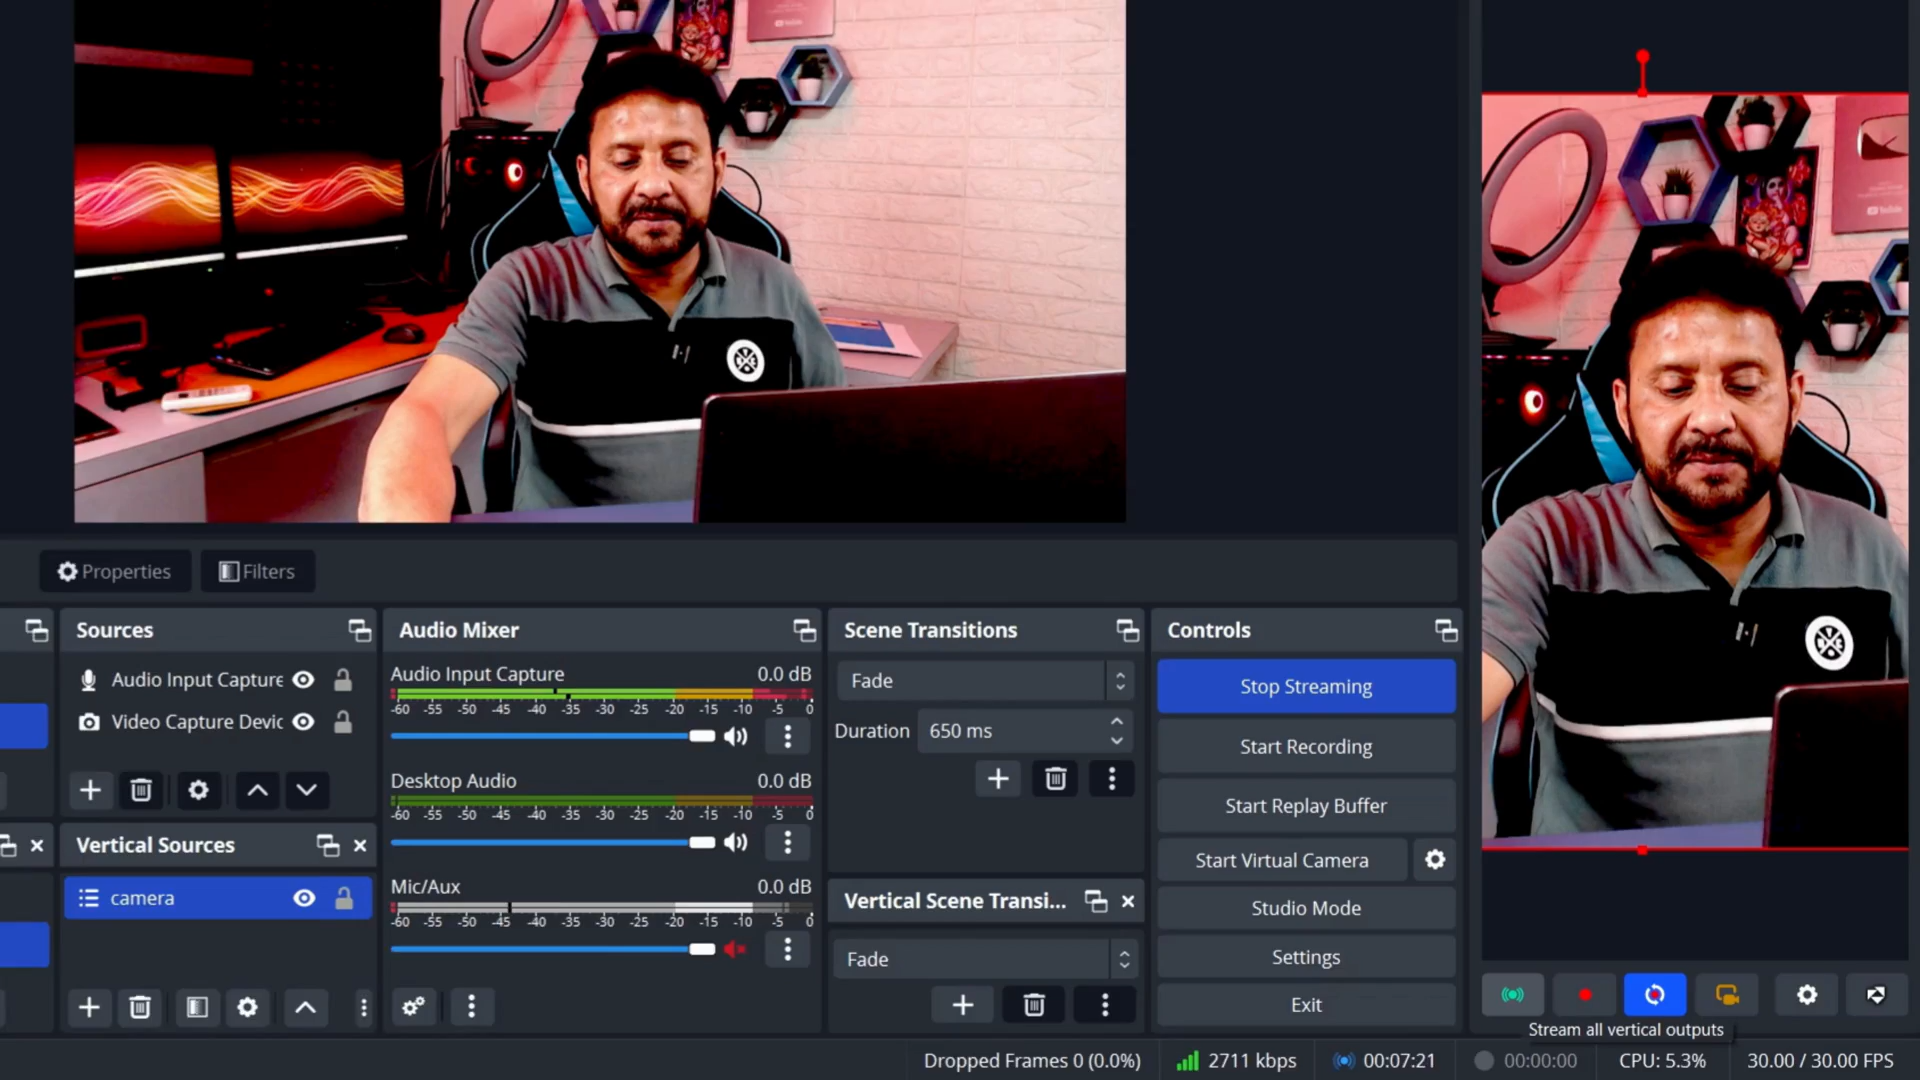 Properties
Filters
Sources
Audio Input Capture
Video Capture Devic
Vertical Sources
camera
Audio Mixer
Audio Input Capture
0.0 dB
-60 -55 -50 -45 -40 -35 -30 -25 -20 -15 -10 -5 0
Desktop Audio
0.0 dB
-60 -55 -50 -45 -40 -35 -30 -25 -20 -15 -10 -5 0
Mic/Aux
0.0 dB
-60 -55 -50 -45 -40 -35 -30 -25 -20 -15 -10 -5 0
Scene Transitions
Fade
Duration
650 ms
Vertical Scene Transi...
Fade
Controls
Stop Streaming
Start Recording
Start Replay Buffer
Start Virtual Camera
Studio Mode
Settings
Exit
Stream all vertical outputs
Dropped Frames 0 (0.0%)
2711 kbps
00:07:21
00:00:00
CPU: 5.3%
30.00 / 30.00 FPS